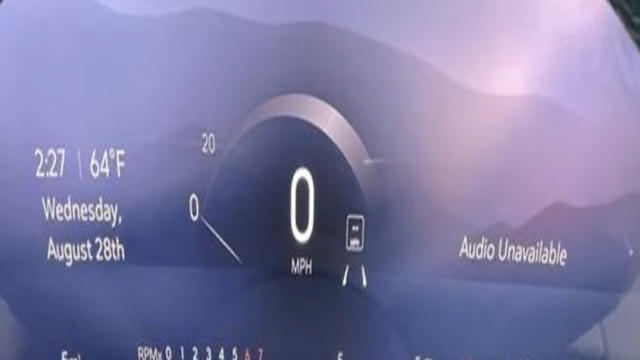 20
2:27 | 64°F
0
0
Wednesday,
August 28th
MPH
Audio Unavailable
RPMx 0 1 2 3 4 5 6 7